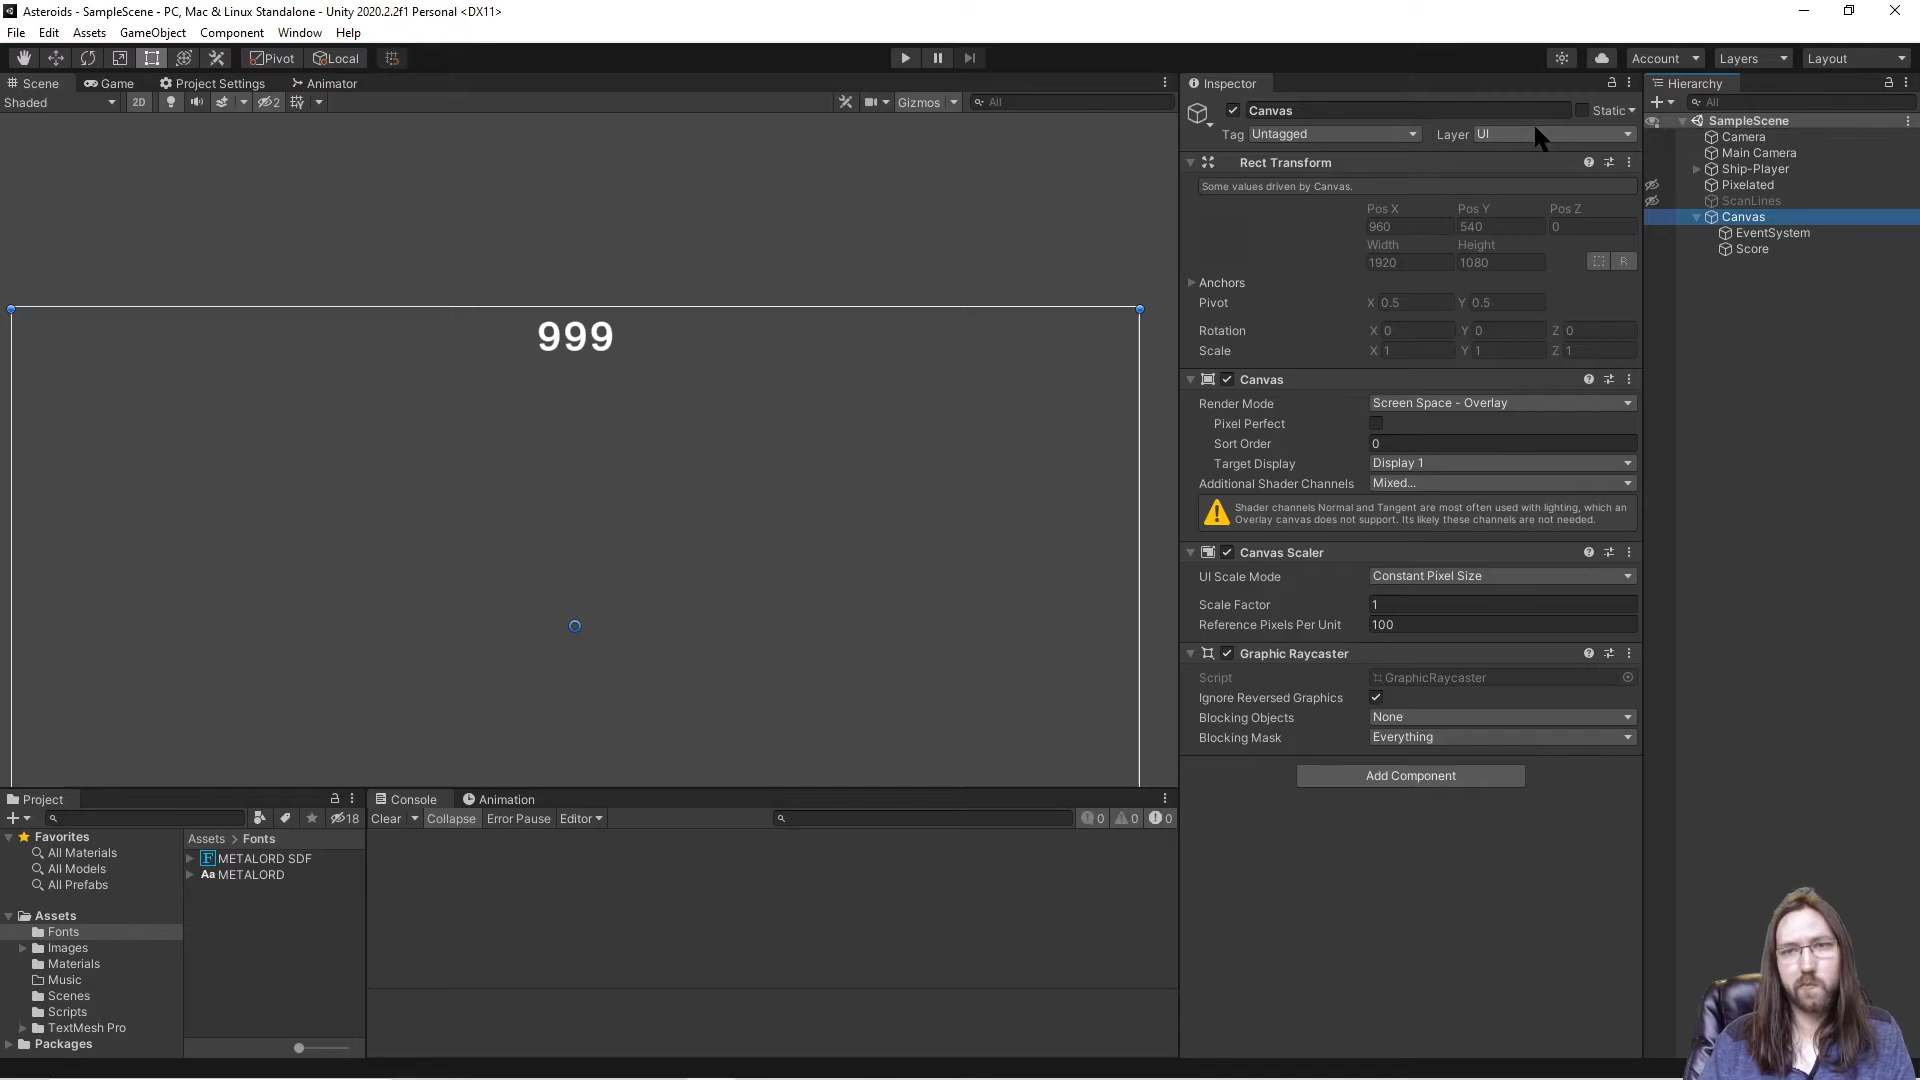 Asteroids - SampleScene - PC, Mac & Linux Standalone - Unity 2020.2.2f1 Personal <DX11>
File Edit Assets GameObject Component Window Help
Pivot Local Account Layers Layout
Scene Game Project Settings Animator
Shaded 2D 2 Gizmos All
999
Inspector
Canvas Static
Tag Untagged Layer UI
Rect Transform
Some values driven by Canvas.
Pos X Pos Y Pos Z
960 540 0
Width Height
1920 1080 R
Anchors
Pivot X 0.5 Y 0.5
Rotation X 0 Y 0 Z 0
Scale X 1 Y 1 Z 1
Canvas
Render Mode Screen Space - Overlay
Pixel Perfect
Sort Order 0
Target Display Display 1
Additional Shader Channels Mixed...
Shader channels Normal and Tangent are most often used with lighting, which an
Overlay canvas does not support. Its likely these channels are not needed.
Canvas Scaler
UI Scale Mode Constant Pixel Size
Scale Factor 1
Reference Pixels Per Unit 100
Graphic Raycaster
Script GraphicRaycaster
Ignore Reversed Graphics
Blocking Objects None
Blocking Mask Everything
Add Component
Hierarchy
All
SampleScene
Camera
Main Camera
Ship-Player
Pixelated
ScanLines
Canvas
EventSystem
Score
Project
18
Favorites
All Materials
All Models
All Prefabs
Assets
Fonts
Images
Materials
Music
Scenes
Scripts
TextMesh Pro
Packages
Assets > Fonts
METALORD SDF
Aa METALORD
Console Animation
Clear Collapse Error Pause Editor 0 0 0